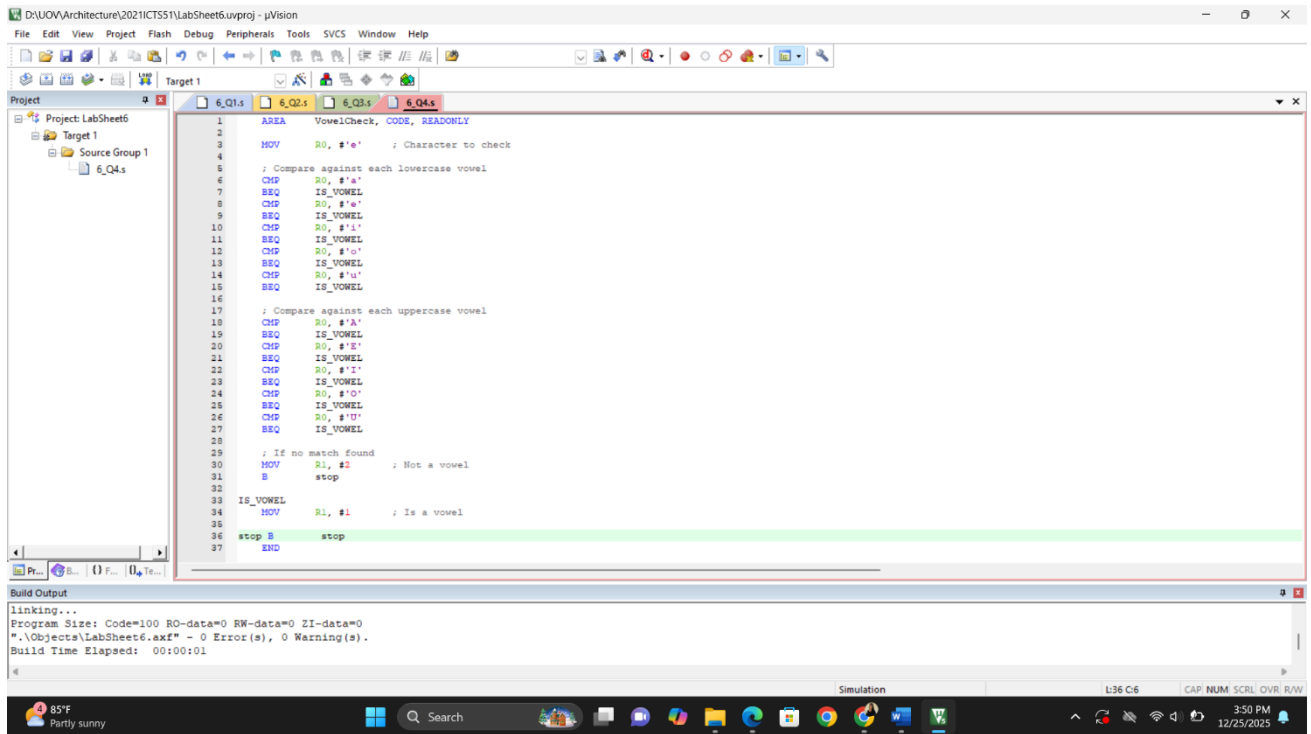 D:\UOV\Architecture\2021ICTS51\LabSheet6.uvproj - µVision
File Edit View Project Flash Debug Peripherals Tools SVCS Window Help
LOAD Target 1
Project
6_Q1.s 6_Q2.s 6_Q3.s 6_Q4.s
Project: LabSheet6
Target 1
Source Group 1
6_Q4.s
1 AREA VowelCheck, CODE, READONLY
2
3 MOV R0, #'e' ; Character to check
4
5 ; Compare against each lowercase vowel
6 CMP R0, #'a'
7 BEQ IS_VOWEL
8 CMP R0, #'e'
9 BEQ IS_VOWEL
10 CMP R0, #'i'
11 BEQ IS_VOWEL
12 CMP R0, #'o'
13 BEQ IS_VOWEL
14 CMP R0, #'u'
15 BEQ IS_VOWEL
16
17 ; Compare against each uppercase vowel
18 CMP R0, #'A'
19 BEQ IS_VOWEL
20 CMP R0, #'E'
21 BEQ IS_VOWEL
22 CMP R0, #'I'
23 BEQ IS_VOWEL
24 CMP R0, #'O'
25 BEQ IS_VOWEL
26 CMP R0, #'U'
27 BEQ IS_VOWEL
28
29 ; If no match found
30 MOV R1, #2 ; Not a vowel
31 B stop
32
33 IS_VOWEL
34 MOV R1, #1 ; Is a vowel
35
36 stop B stop
37 END
Pr... B... {} F... 0 Te...
Build Output
linking...
Program Size: Code=100 RO-data=0 RW-data=0 ZI-data=0
".\Objects\LabSheet6.axf" - 0 Error(s), 0 Warning(s).
Build Time Elapsed: 00:00:01
Simulation L:36 C:6 CAP NUM SCRL OVR R/W
4 85°F
Partly sunny
Search
3:50 PM
12/25/2025